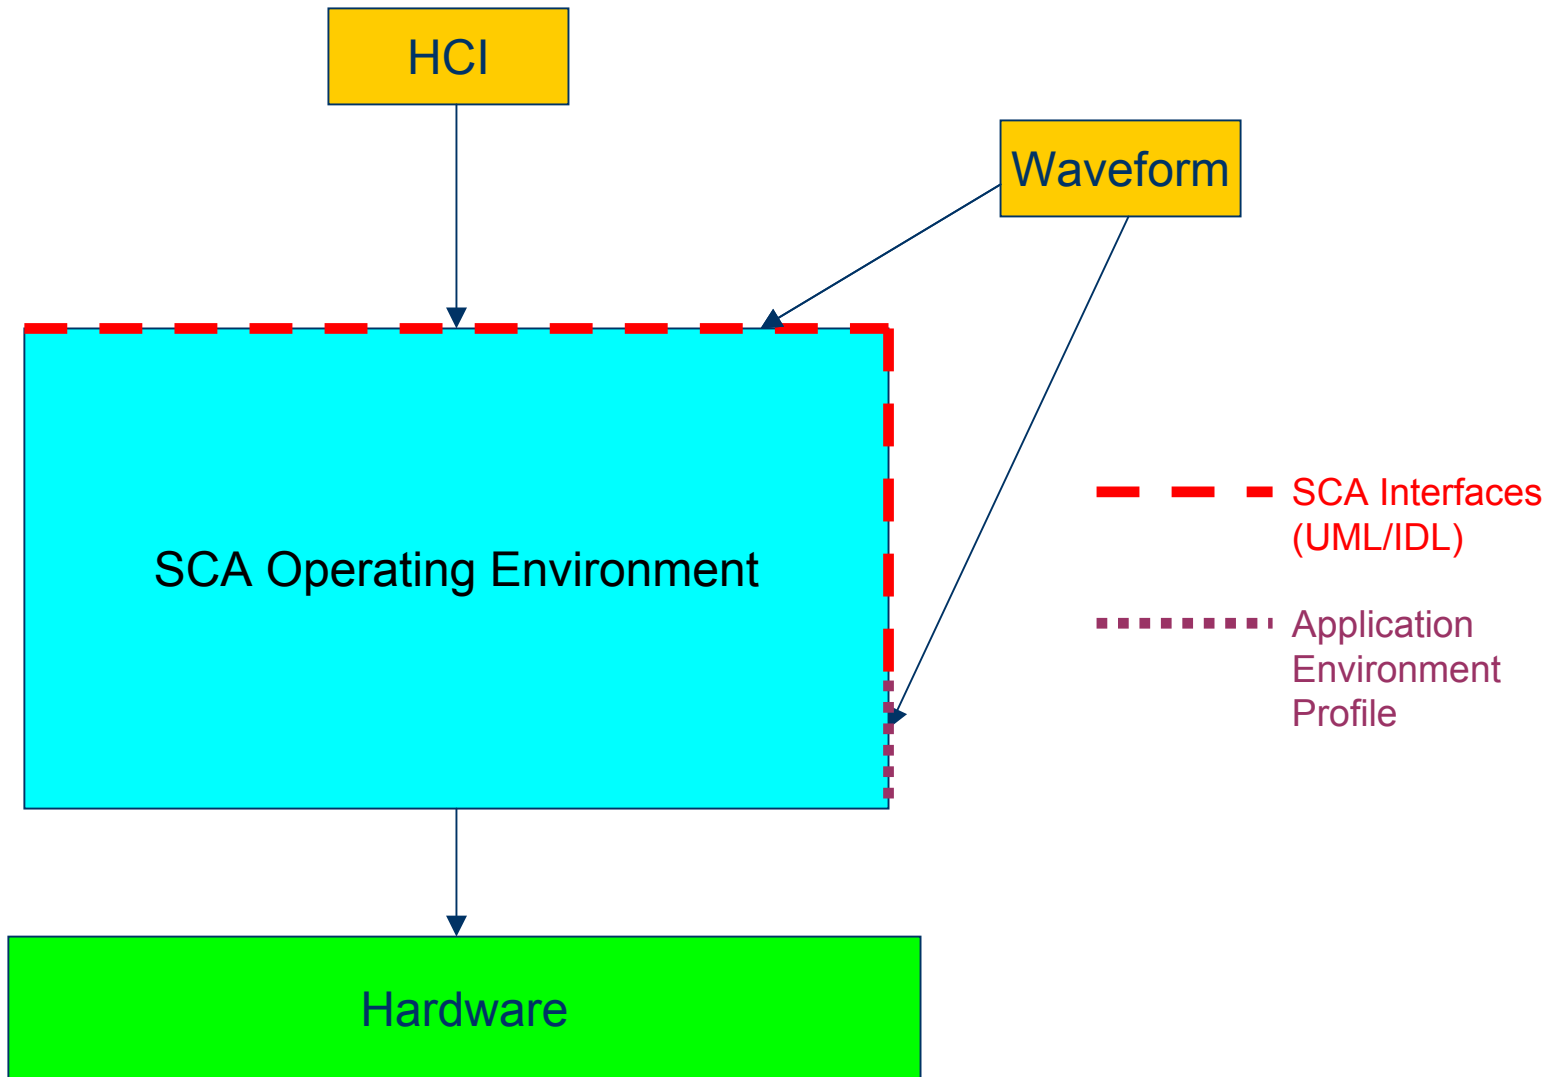 HCI
Waveform
SCA Operating Environment
SCA Interfaces
(UML/IDL)
Application
Environment
Profile
Hardware